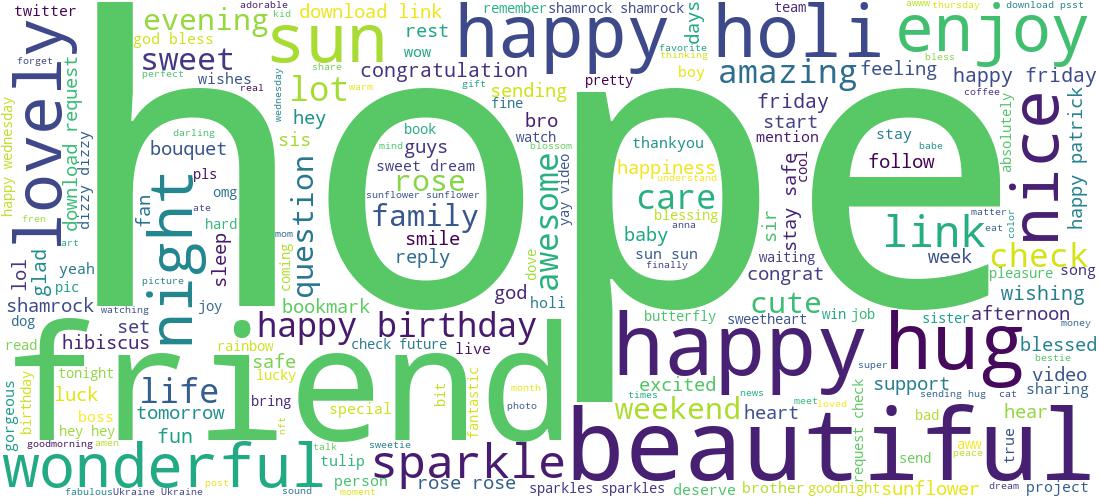 twitter
adorable
kid
download link
remember
shamrock shamrock
team
awww
thursday
download psst
evening
god bless
sun
rest
wow
happy
favorite
thinking
days
holi
enjoy
bless
forget
sweet
wishes
perfect
real
share
warm
congratulation
gift
sending
pretty
boy
amazing
feeling
happy friday
coffee
lovely
happy wednesday
download request
dizzy dizzy
hope
lot
hey
wednesday
sis
fine
bro
watch
blossom
friday
start
mention
nice
absolutely
happy patrick
darling
bouquet
pls
omg
ate
hard
fan
night
sleep
picture
joy
question
mom
coming
book
mind
guys
sweet dream
rose
sunflower sunflower
family
smile
reply
awesome
yay video
dove
god
holi
thankyou
happiness
understand
care
blessing
anna
baby
sun sun
finally
sir
stay safe
cool
waiting
congrat
stay
babe
follow
link
week
matter
eat
color
check
pleasure
song
wishing
fren
art
lol
glad
yeah
pic
shamrock
watching
dog
set
read
hibiscus
bookmark
happy birthday
rainbow
check future
live
safe
lucky
butterfly
cute
sweetheart
win
job
sister
afternoon
money
friend
happy
hug
super
blessed
bestie
video
sharing
gorgeous
birthday
tonight
luck
boss
hey hey
goodmorning
amen
life
tomorrow
fun
bring
nft
special
bit
fantastic
month
photo
excited
times
news
weekend
heart
meet
loved
request check
support
sending hug
cat
bad
hear
send
aww
peace
true
wonderful
talk
tulip
sweetie
person
moment
sparkle
rose rose
beautiful
fabulous
Ukraine Ukraine
post
sound
sparkles sparkles
deserve
brother
goodnight
sunflower
dream
project